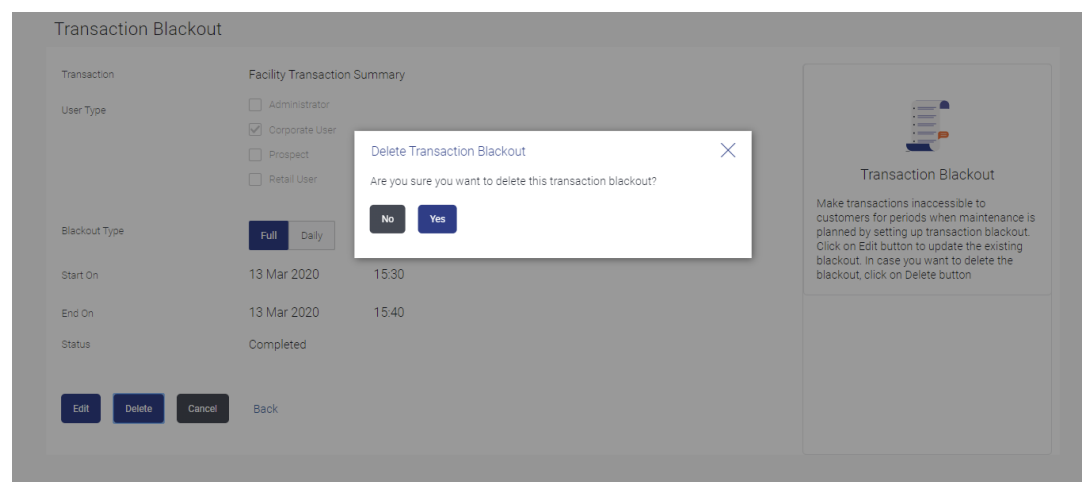 Transaction Blackout
Transaction
Facility Transaction Summary
User Type
Administrator
Corporate User
Prospect
Retail User
Delete Transaction Blackout
Are you sure you want to delete this transaction blackout?
No
Yes
Blackout Type
Full
Daily
Start On
13 Mar 2020
15:30
End On
13 Mar 2020
15:40
Status
Completed
Edit
Delete
Cancel
Back
Transaction Blackout
Make transactions inaccessible to
customers for periods when maintenance is
planned by setting up transaction blackout.
Click on Edit button to update the existing
blackout. In case you want to delete the
blackout, click on Delete button